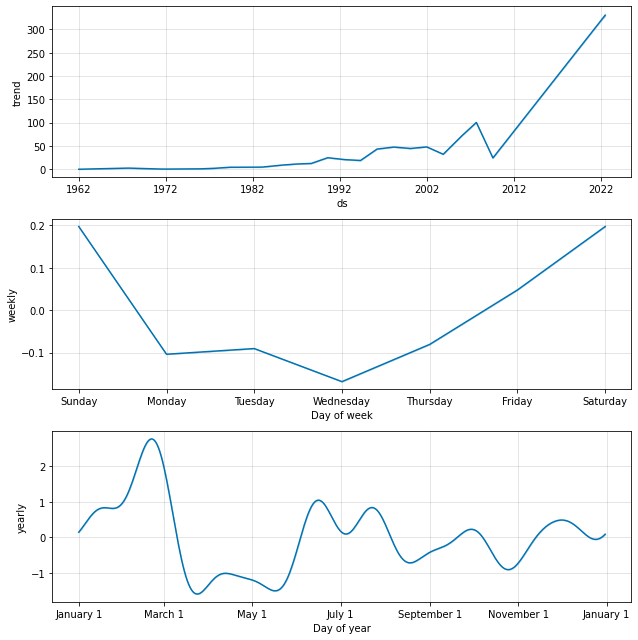 trend
300
250
200
150
100
50
0
1962 1972 1982 1992 2002 2012 2022
ds
weekly
0.2
0.1
0.0
−0.1
Sunday Monday Tuesday Wednesday Thursday Friday Saturday
Day of week
yearly
2
1
0
−1
January 1 March 1 May 1 July 1 September 1 November 1 January 1
Day of year